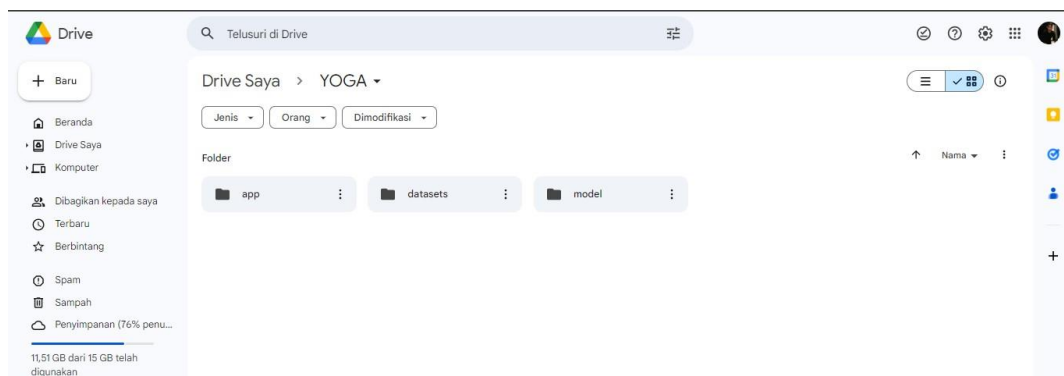 Drive
Telusuri di Drive
Baru
Drive Saya > YOGA
Jenis
Orang
Dimodifikasi
Beranda
Drive Saya
Komputer
Folder
Nama
app
datasets
model
Dibagikan kepada saya
Terbaru
Berbintang
Spam
Sampah
Penyimpanan (76% penu...
11,51 GB dari 15 GB telah
digunakan